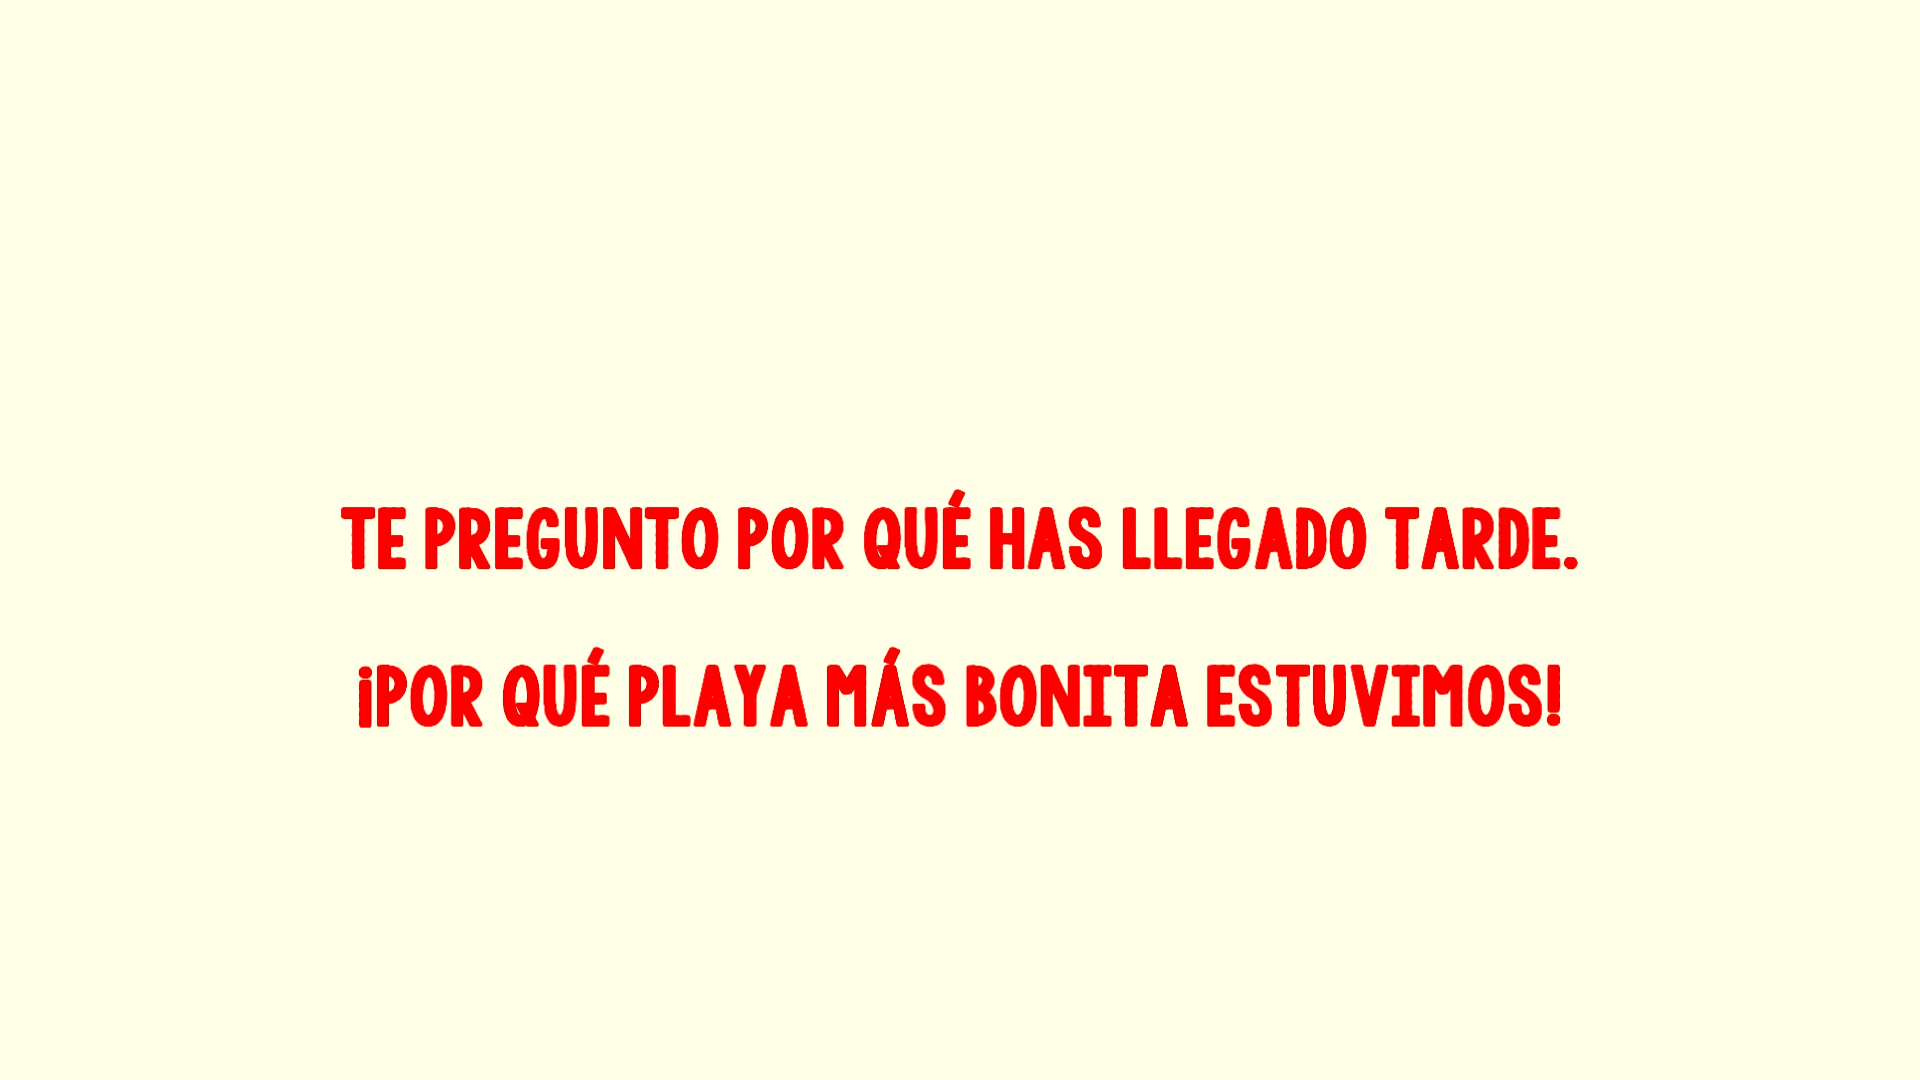 TE PREGUNTO POR QUÉ HAS LLEGADO TARDE.
¡POR QUÉ PLAYA MÁS BONITA ESTUVIMOS!